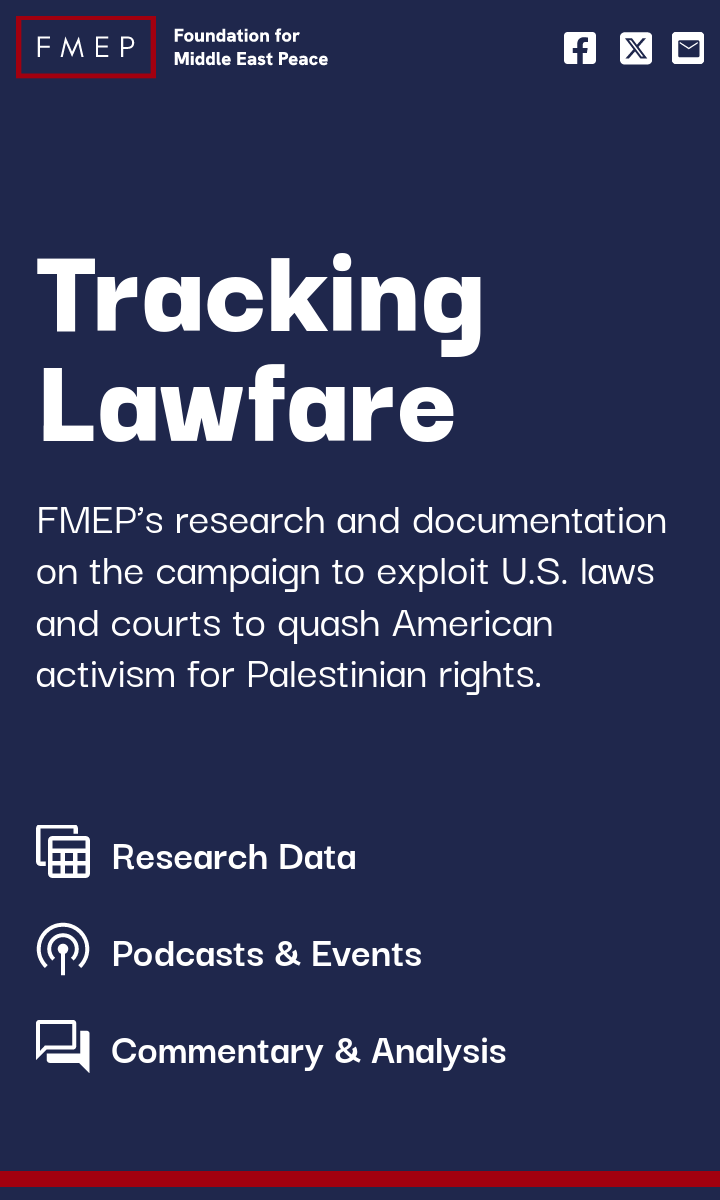 FMEP
Foundation for
Middle East Peace
Tracking
Lawfare
FMEP’s research and documentation
on the campaign to exploit U.S. laws
and courts to quash American
activism for Palestinian rights.
Research Data
Podcasts & Events
Commentary & Analysis